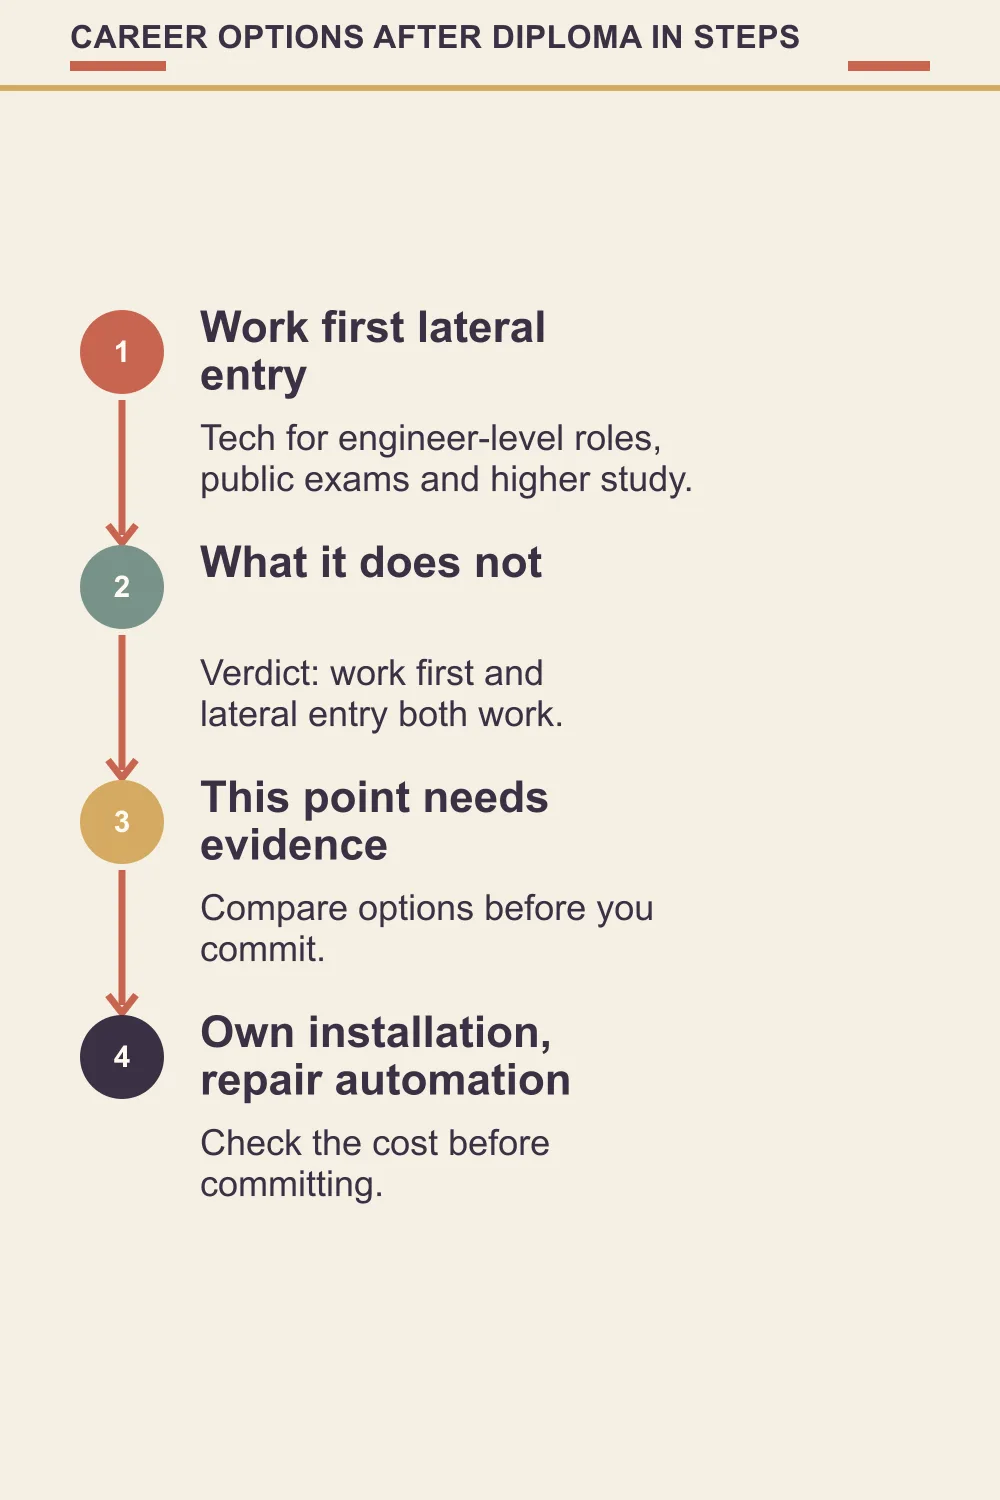 CAREER OPTIONS AFTER DIPLOMA IN STEPS
1
Work first lateral
entry
Tech for engineer-level roles,
public exams and higher study.
2
What it does not
Verdict: work first and
lateral entry both work.
3
This point needs
evidence
Compare options before you
commit.
4
Own installation,
repair automation
Check the cost before
committing.